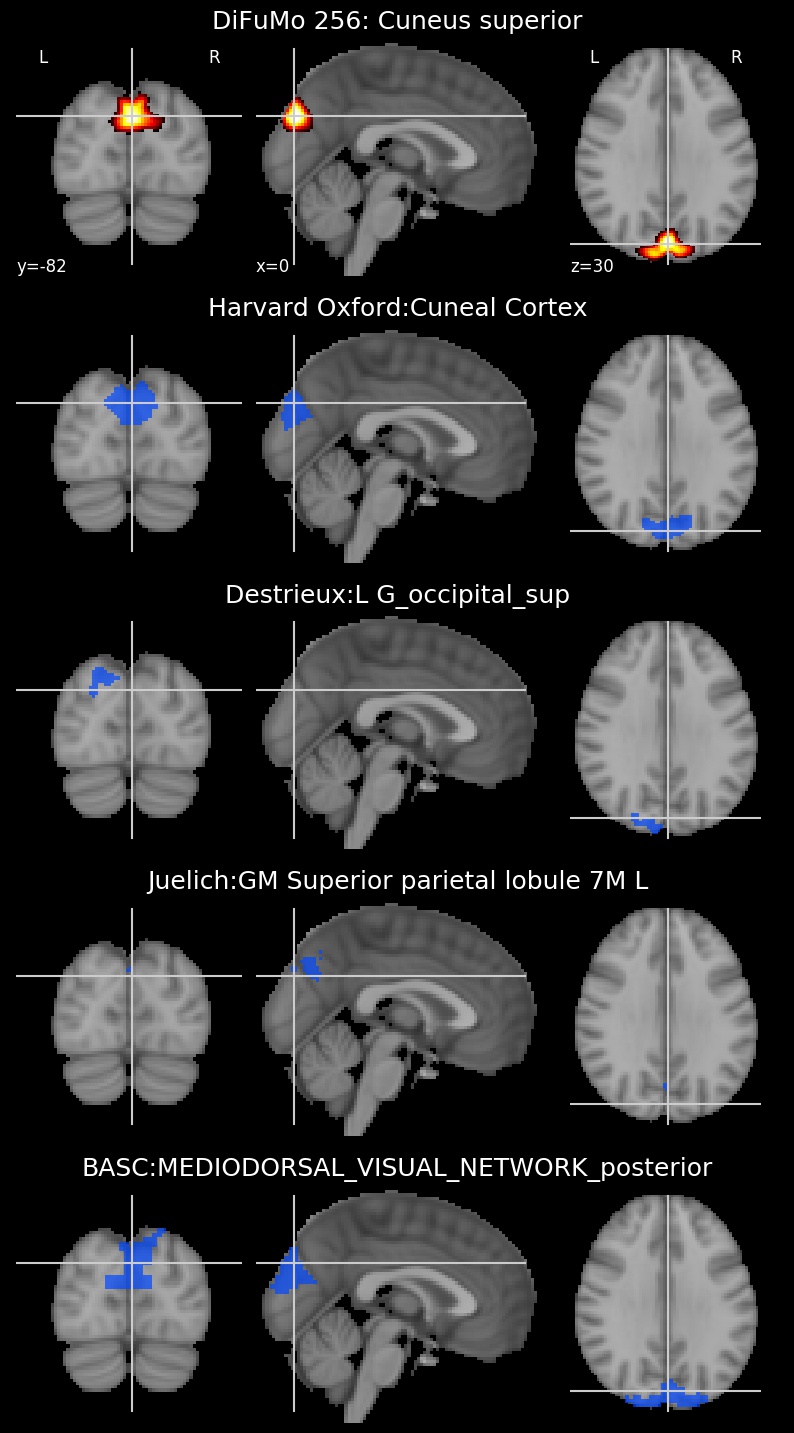 DiFuMo 256: Cuneus superior
L R L R
y=-82 x=0 z=30
Harvard Oxford:Cuneal Cortex
Destrieux:L G_occipital_sup
Juelich:GM Superior parietal lobule 7M L
BASC:MEDIODORSAL_VISUAL_NETWORK_posterior